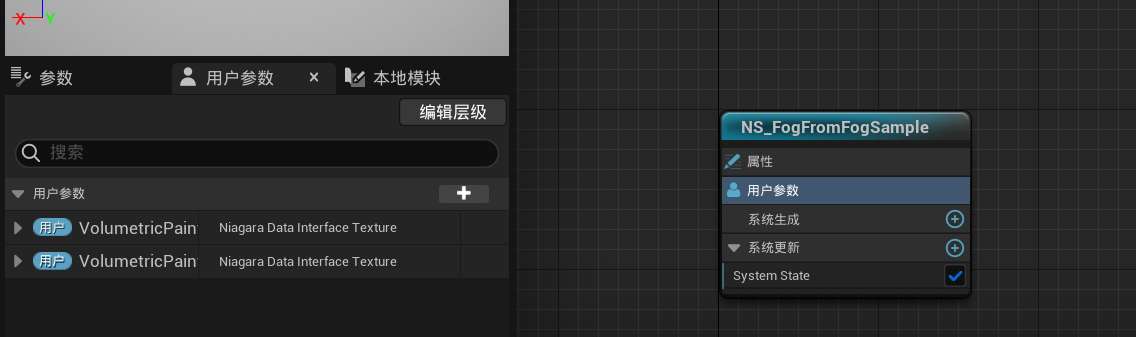 X Y
参数
用户参数
×
本地模块
编辑层级
搜索
用户参数
用户 VolumetricPain Niagara Data Interface Texture
用户 VolumetricPain Niagara Data Interface Texture
NS_FogFromFogSample
属性
用户参数
系统生成
系统更新
System State